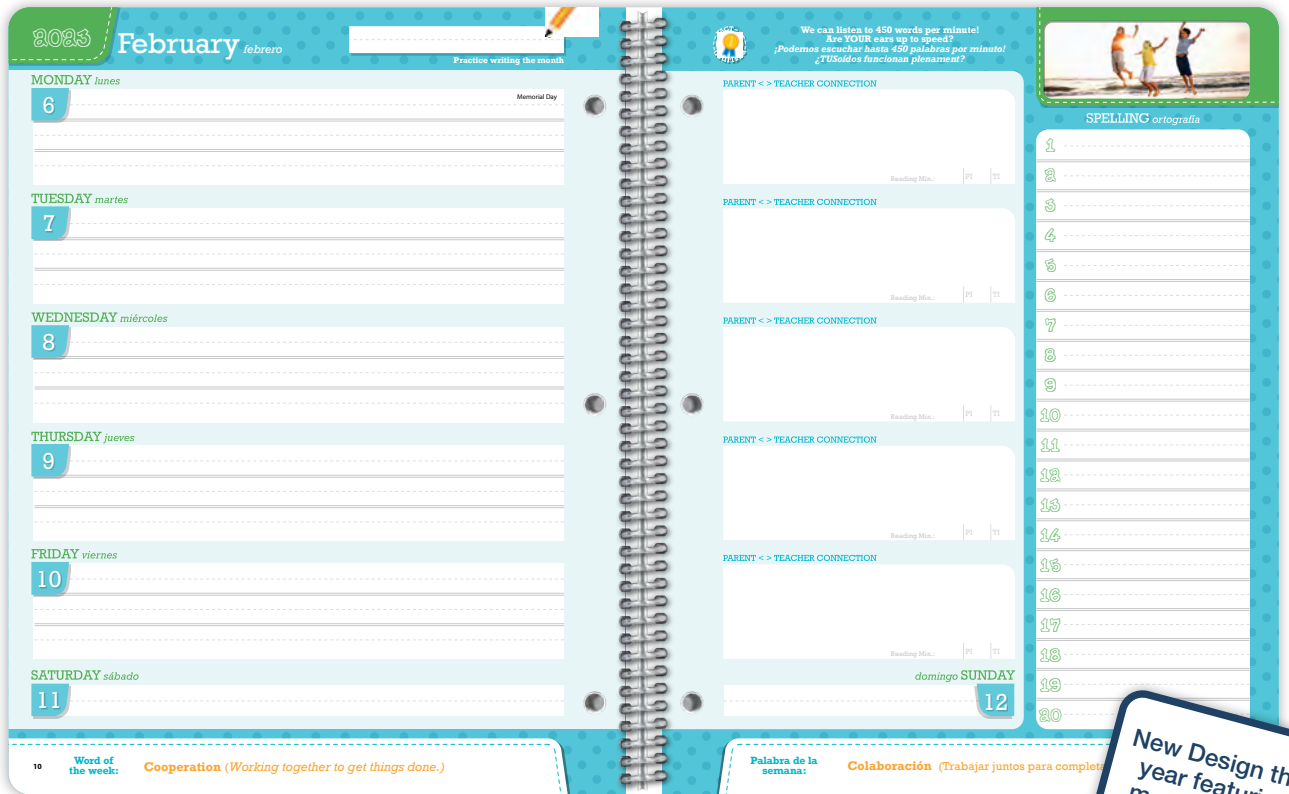 2023
February febrero
Practice writing the month
MONDAY lunes
6
Memorial Day
TUESDAY martes
7
WEDNESDAY miércoles
8
THURSDAY jueves
9
FRIDAY viernes
10
SATURDAY sábado
11
10
Word of
the week:
Cooperation (Working together to get things done.)
We can listen to 450 words per minute!
Are YOUR ears up to speed?
¡Podemos escuchar hasta 450 palabras por minuto!
¿TUSoídos funcionan plenament?
PARENT < > TEACHER CONNECTION
Reading Min.: PI TI
PARENT < > TEACHER CONNECTION
Reading Min.: PI TI
PARENT < > TEACHER CONNECTION
Reading Min.: PI TI
PARENT < > TEACHER CONNECTION
Reading Min.: PI TI
PARENT < > TEACHER CONNECTION
Reading Min.: PI TI
domingo SUNDAY
12
Palabra de la
semana:
Colaboración (Trabajar juntos para completa
SPELLING ortografía
1
2
3
4
5
6
7
8
9
10
11
12
13
14
15
16
17
18
19
20
New Design th
year featuri